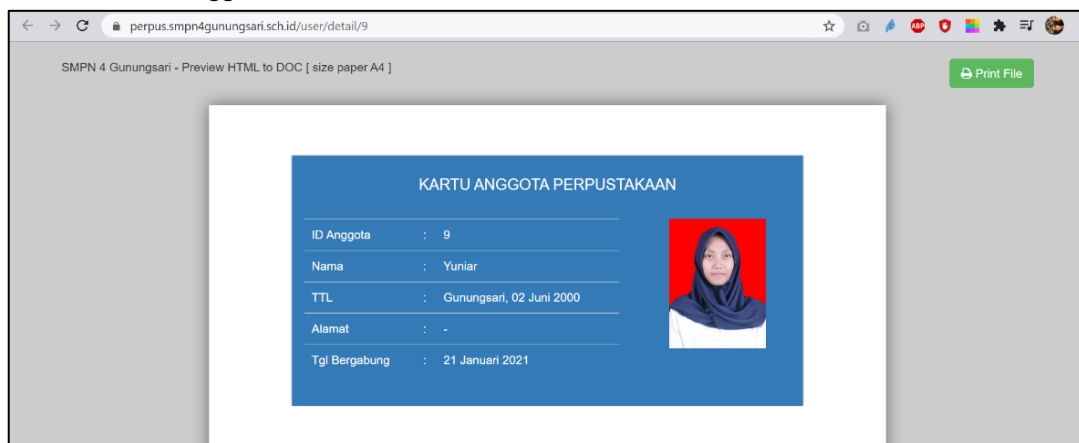 perpus.smpn4gunungsari.sch.id/user/detail/9
ABP
SMPN 4 Gunungsari - Preview HTML to DOC [ size paper A4 ]
Print File
KARTU ANGGOTA PERPUSTAKAAN
ID Anggota : 9
Nama : Yuniar
TTL : Gunungsari, 02 Juni 2000
Alamat : -
Tgl Bergabung : 21 Januari 2021